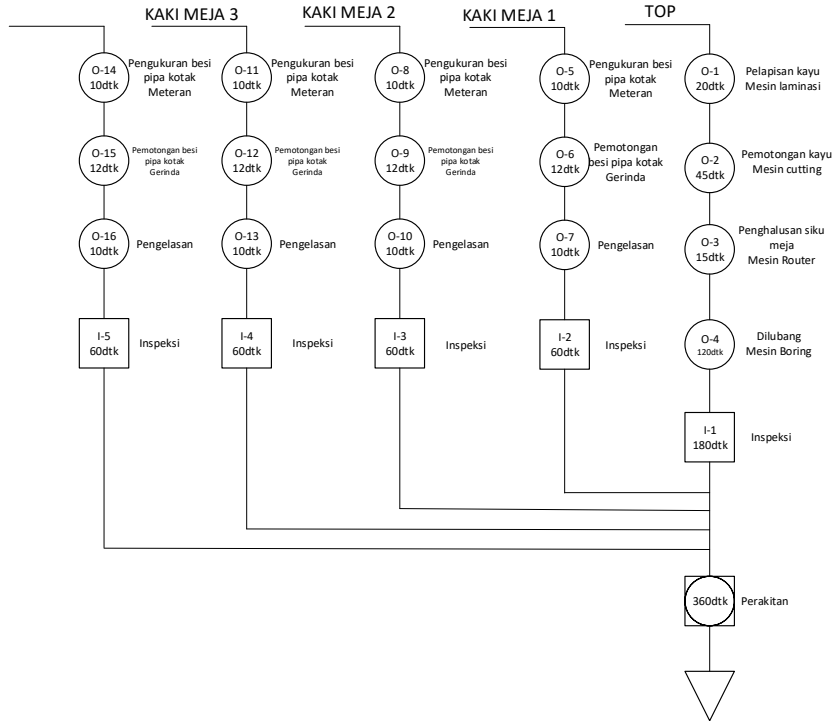 KAKI MEJA 3
KAKI MEJA 2
KAKI MEJA 1
TOP
O-14
10dtk
Pengukuran besi
pipa kotak
Meteran
O-15
12dtk
Pemotongan besi
pipa kotak
Gerinda
O-16
10dtk
Pengelasan
I-5
60dtk
Inspeksi
O-11
10dtk
Pengukuran besi
pipa kotak
Meteran
O-12
12dtk
Pemotongan besi
pipa kotak
Gerinda
O-13
10dtk
Pengelasan
I-4
60dtk
Inspeksi
O-8
10dtk
Pengukuran besi
pipa kotak
Meteran
O-9
12dtk
Pemotongan besi
pipa kotak
Gerinda
O-10
10dtk
Pengelasan
I-3
60dtk
Inspeksi
O-5
10dtk
Pengukuran besi
pipa kotak
Meteran
O-6
12dtk
Pemotongan
besi pipa kotak
Gerinda
O-7
10dtk
Pengelasan
I-2
60dtk
Inspeksi
O-1
20dtk
Pelapisan kayu
Mesin laminasi
O-2
45dtk
Pemotongan kayu
Mesin cutting
O-3
15dtk
Penghalusan siku
meja
Mesin Router
O-4
120dtk
Dilubang
Mesin Boring
I-1
180dtk
Inspeksi
360dtk
Perakitan